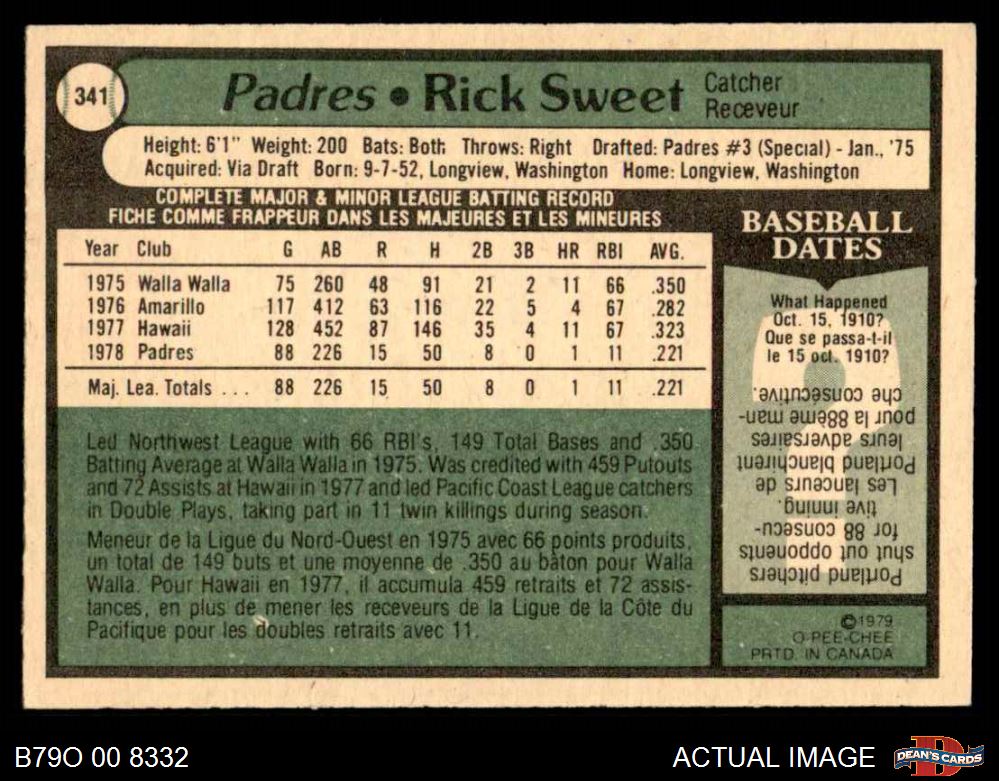 341
Padres • Rick Sweet Catcher
Receveur
Height: 6'1" Weight: 200 Bats: Both Throws: Right Drafted: Padres #3 (Special) - Jan., '75
Acquired: Via Draft Born: 9-7-52, Longview, Washington Home: Longview, Washington
COMPLETE MAJOR & MINOR LEAGUE BATTING RECORD
FICHE COMME FRAPPEUR DANS LES MAJEURES ET LES MINEURES
Year Club G AB R H 2B 3B HR RBI AVG.
1975 Walla Walla 75 260 48 91 21 2 11 66 .350
1976 Amarillo 117 412 63 116 22 5 4 67 .282
1977 Hawaii 128 452 87 146 35 4 11 67 .323
1978 Padres 88 226 15 50 8 0 1 11 .221
Maj. Lea. Totals ... 88 226 15 50 8 0 1 11 .221
Led Northwest League with 66 RBI's, 149 Total Bases and .350
Batting Average at Walla Walla in 1975. Was credited with 459 Putouts
and 72 Assists at Hawaii in 1977 and led Pacific Coast League catchers
in Double Plays, taking part in 11 twin killings during season.
Meneur de la Ligue du Nord-Ouest en 1975 avec 66 points produits,
un total de 149 buts et une moyenne de .350 au bâton pour Walla
Walla. Pour Hawaii en 1977, il accumula 459 retraits et 72 assis-
tances, en plus de mener les receveurs de la Ligue de la Côte du
Pacifique pour les doubles retraits avec 11.
BASEBALL
DATES
What Happened
Oct. 15, 1910?
Que se passa-t-il
le 15 oct. 1910?
Portland pitchers
shut out opponents
for 88 consecu-
tive inning.
Les lanceurs de
Portland blanchirent
leurs adversaires
pour la 88ème man-
che consécutive.
©1979
O-PEE-CHEE
PRTD. IN CANADA
B79O 00 8332
ACTUAL IMAGE
D
DEAN'S CARDS